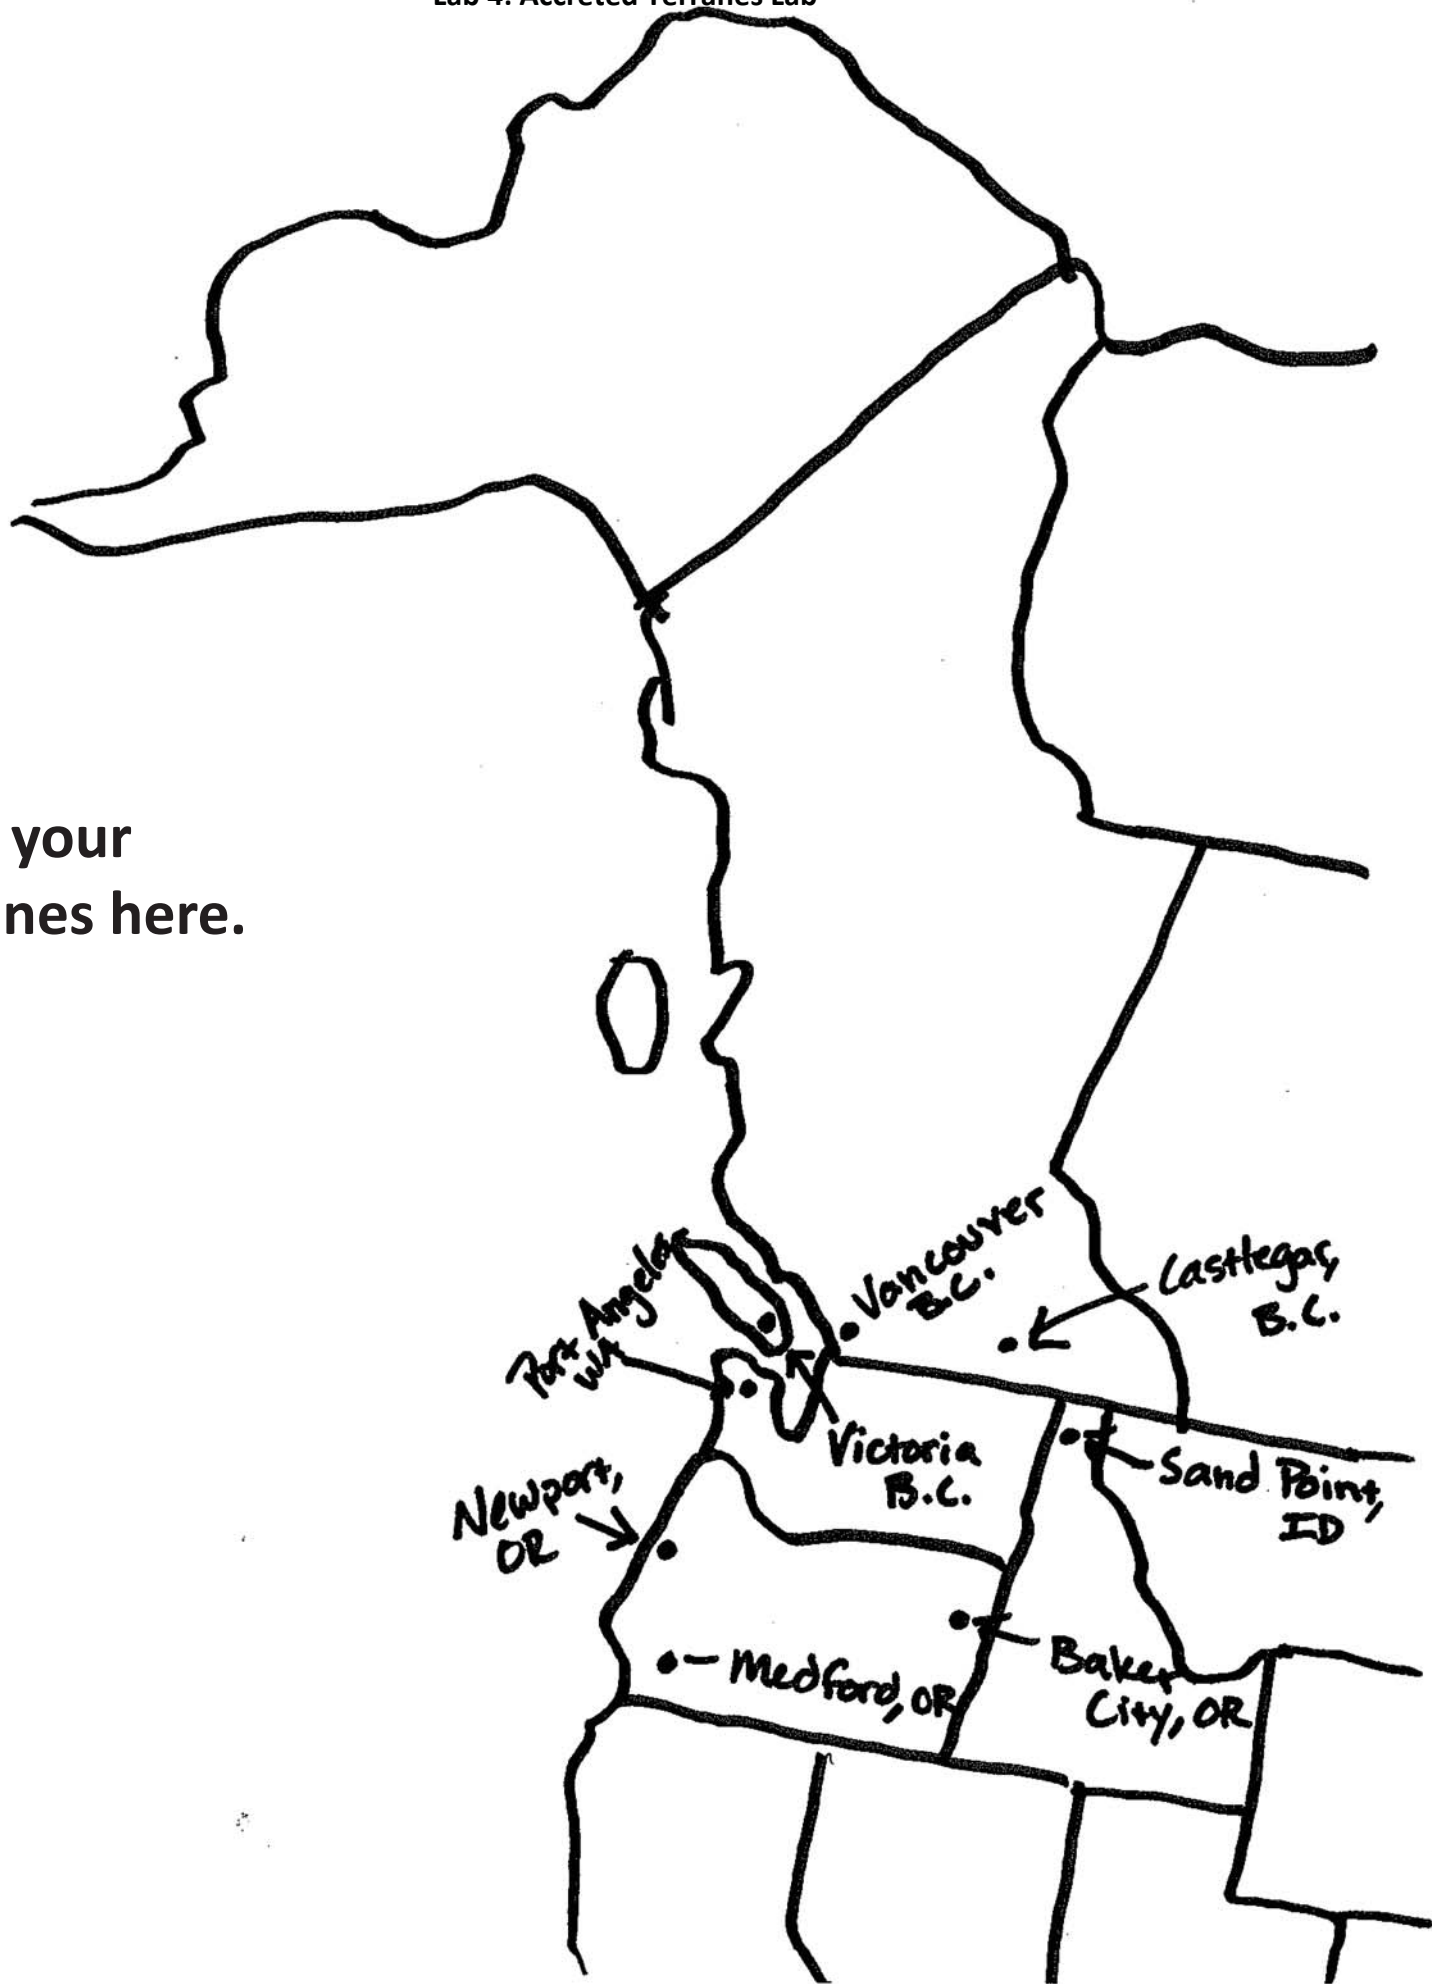 Lab 4: Accreted Terranes Lab
your
nes here.
Vancouver
B.C.
Castlegar,
B.C.
Port Angeles
WA
Victoria
B.C.
Sand Point,
ID
Newport,
OR
Medford, OR
Baker
City, OR